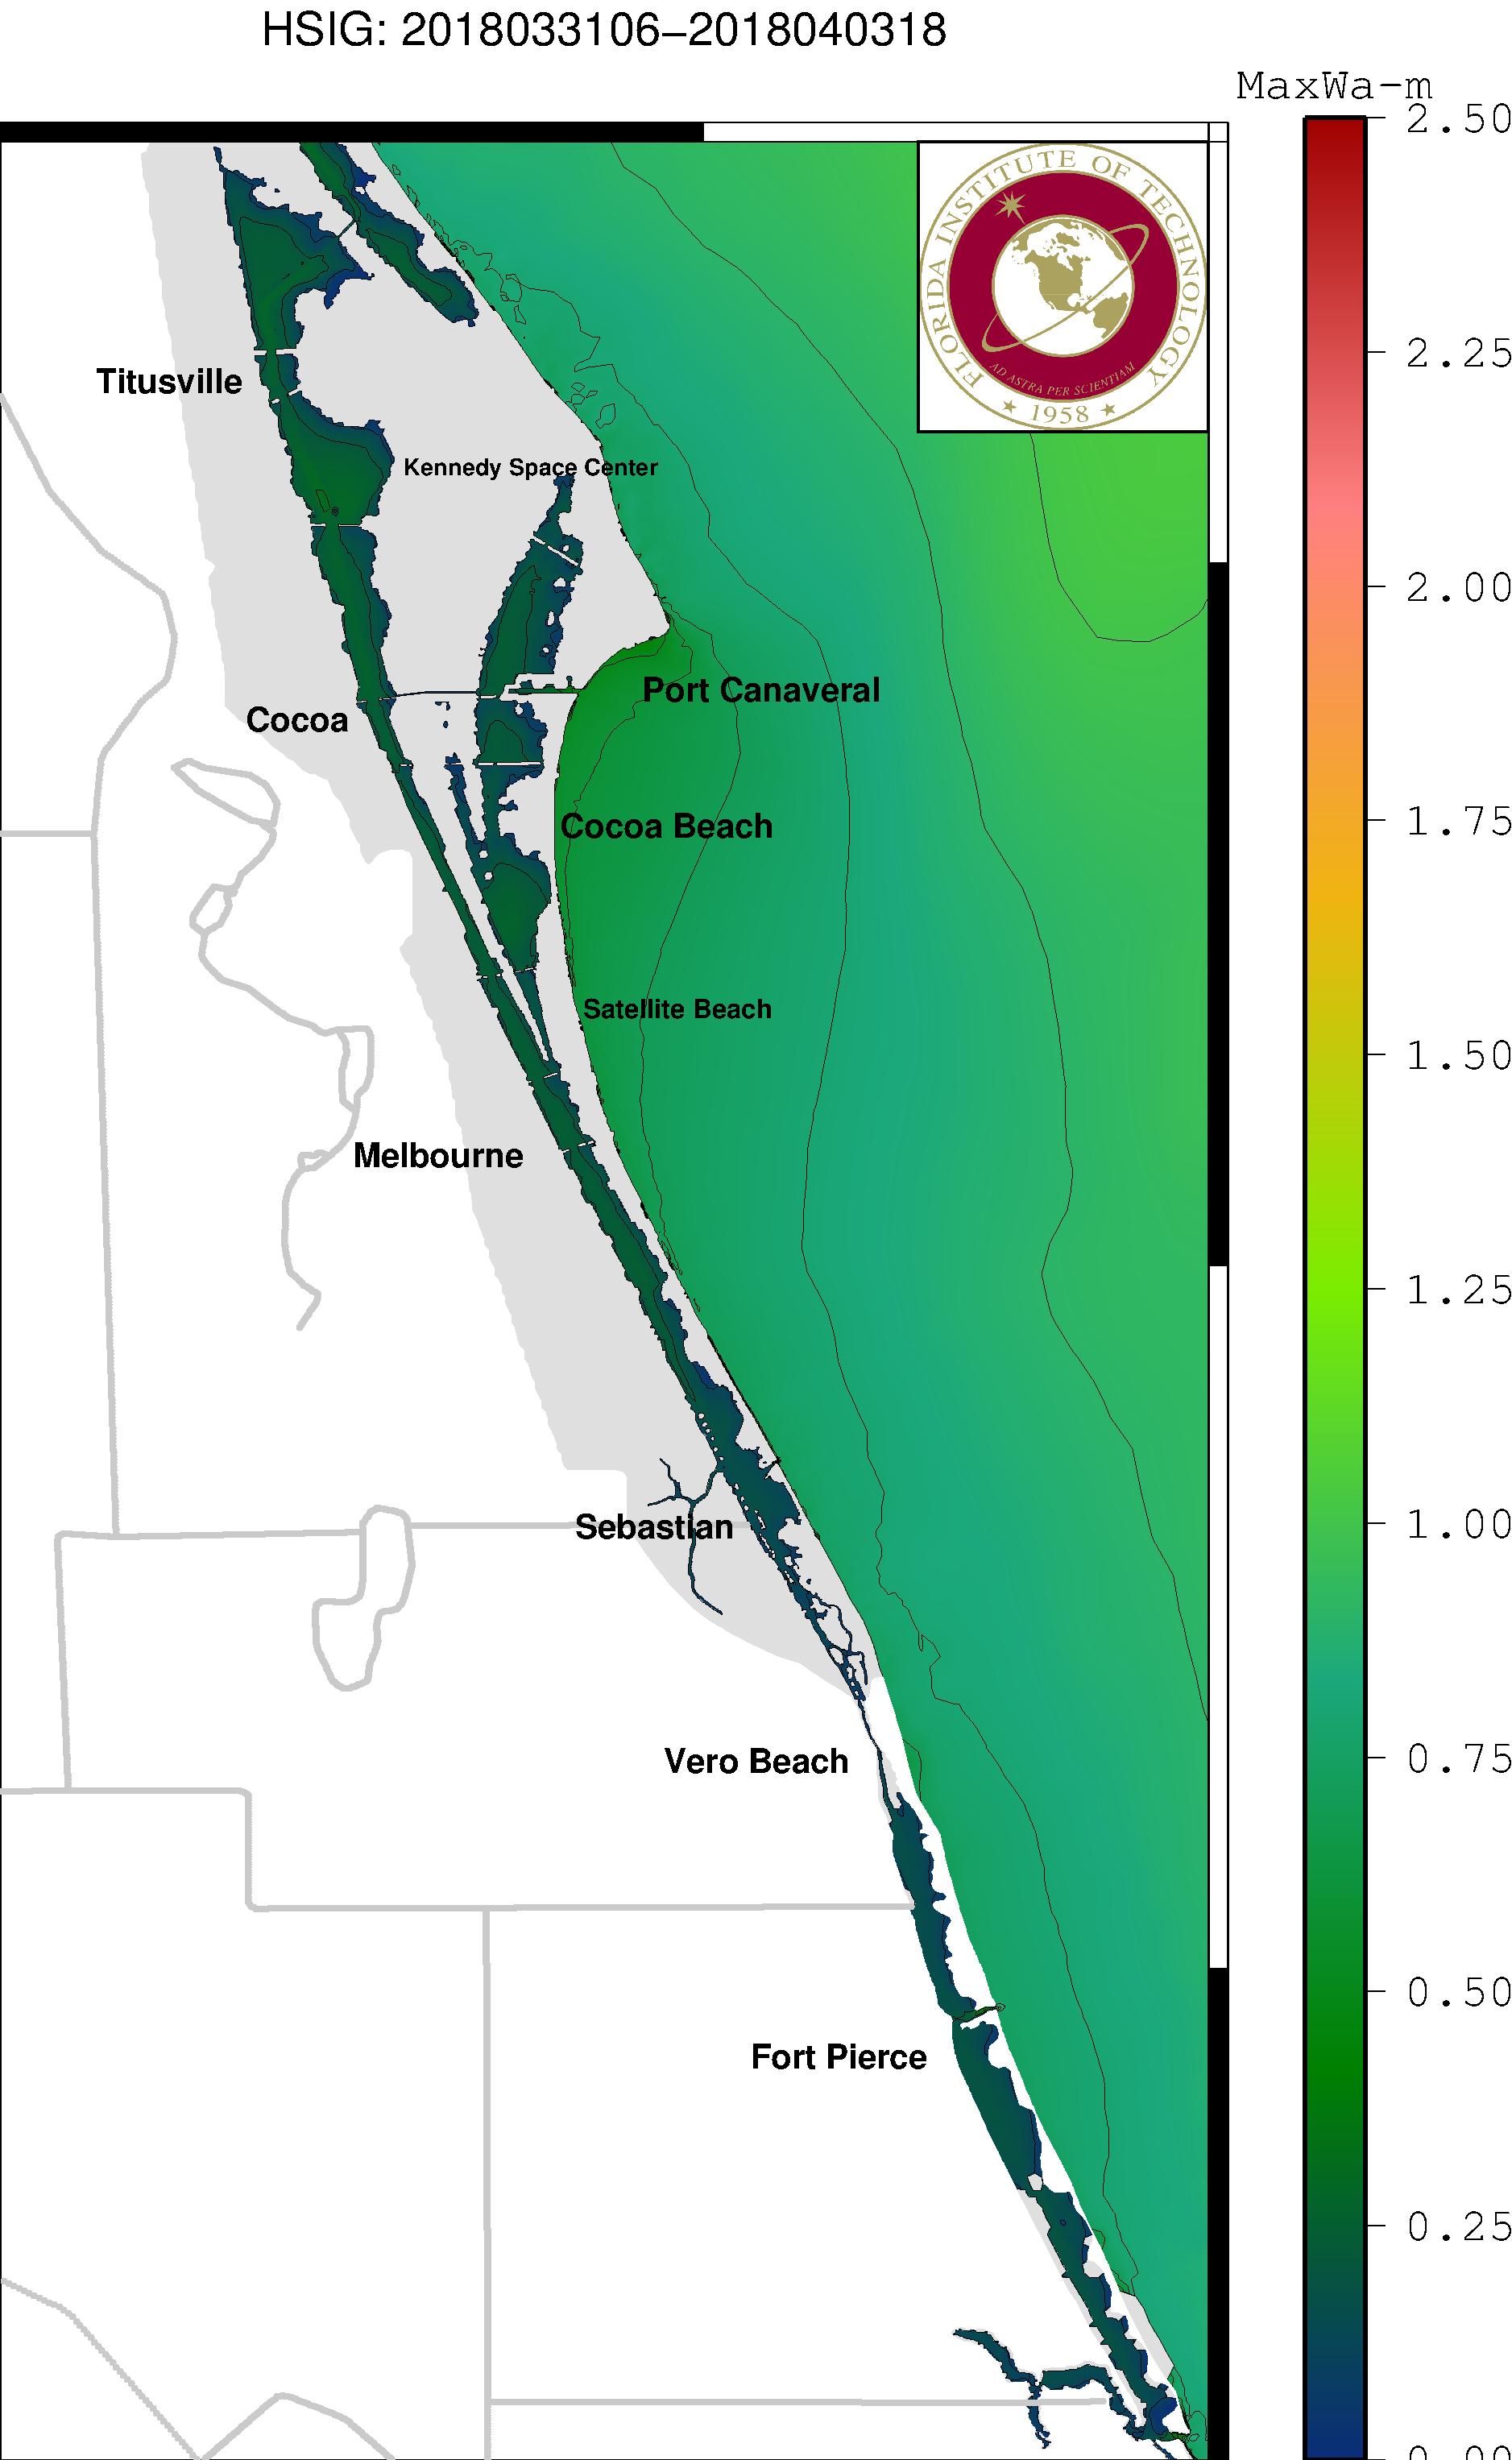 HSIG: 2018033106–2018040318
MaxWa-m
2.50
2.25
2.00
1.75
1.50
1.25
1.00
0.75
0.50
0.25
0.00
FLORIDA INSTITUTE OF TECHNOLOGY
AD ASTRA PER SCIENTIAM
1958
Titusville
Kennedy Space Center
Port Canaveral
Cocoa
Cocoa Beach
Satellite Beach
Melbourne
Sebastian
Vero Beach
Fort Pierce